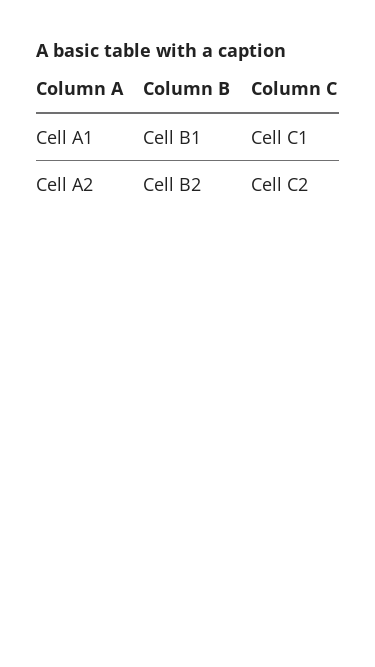 A basic table with a caption
Column A Column B Column C
Cell A1 Cell B1 Cell C1
Cell A2 Cell B2 Cell C2